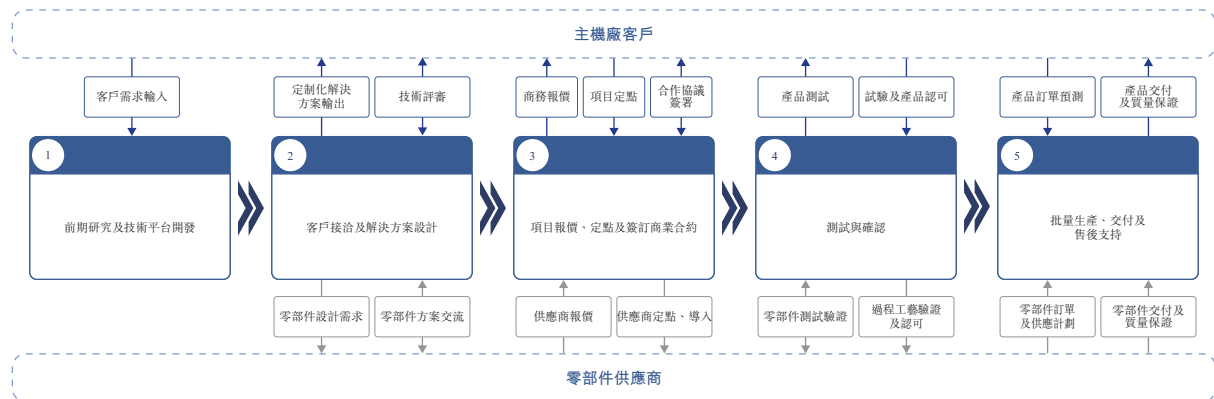 主機廠客戶
客戶需求輸入
定制化解決
方案輸出
技術評審
商務報價
項目定點
合作協議
簽署
產品測試
試驗及產品認可
產品訂單預測
產品交付
及質量保證
1
前期研究及技術平台開發
2
客戶接洽及解決方案設計
3
項目報價、定點及簽訂商業合約
4
測試與確認
5
批量生產、交付及
售後支持
零部件設計需求
零部件方案交流
供應商報價
供應商定點、導入
零部件測試驗證
過程工藝驗證
及認可
零部件訂單
及供應計劃
零部件交付及
質量保證
零部件供應商